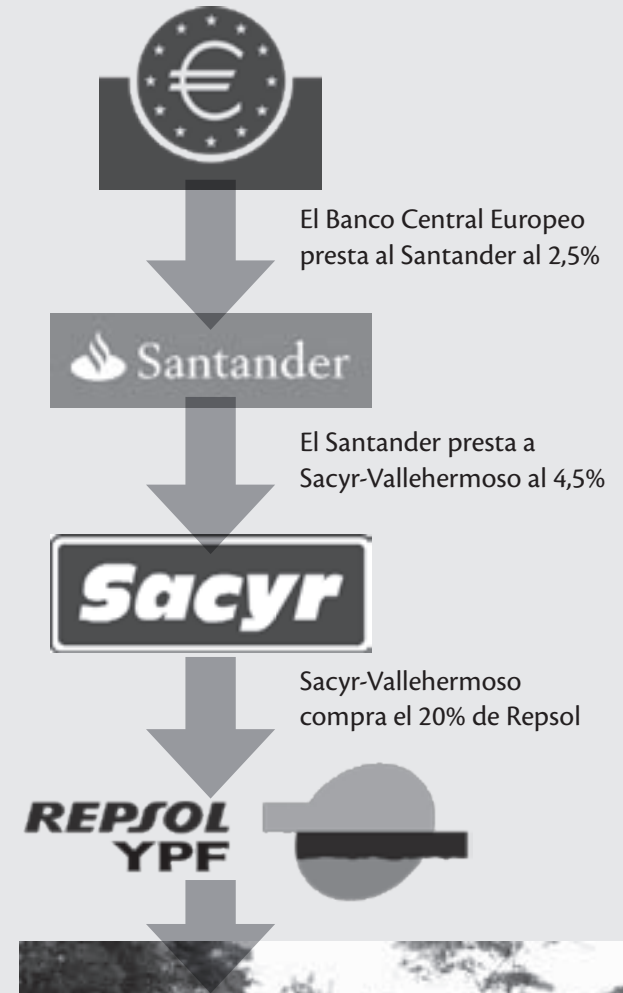 €
El Banco Central Europeo
presta al Santander al 2,5%
Santander
El Santander presta a
Sacyr-Vallehermoso al 4,5%
Sacyr
Sacyr-Vallehermoso
compra el 20% de Repsol
REPSOL
YPF